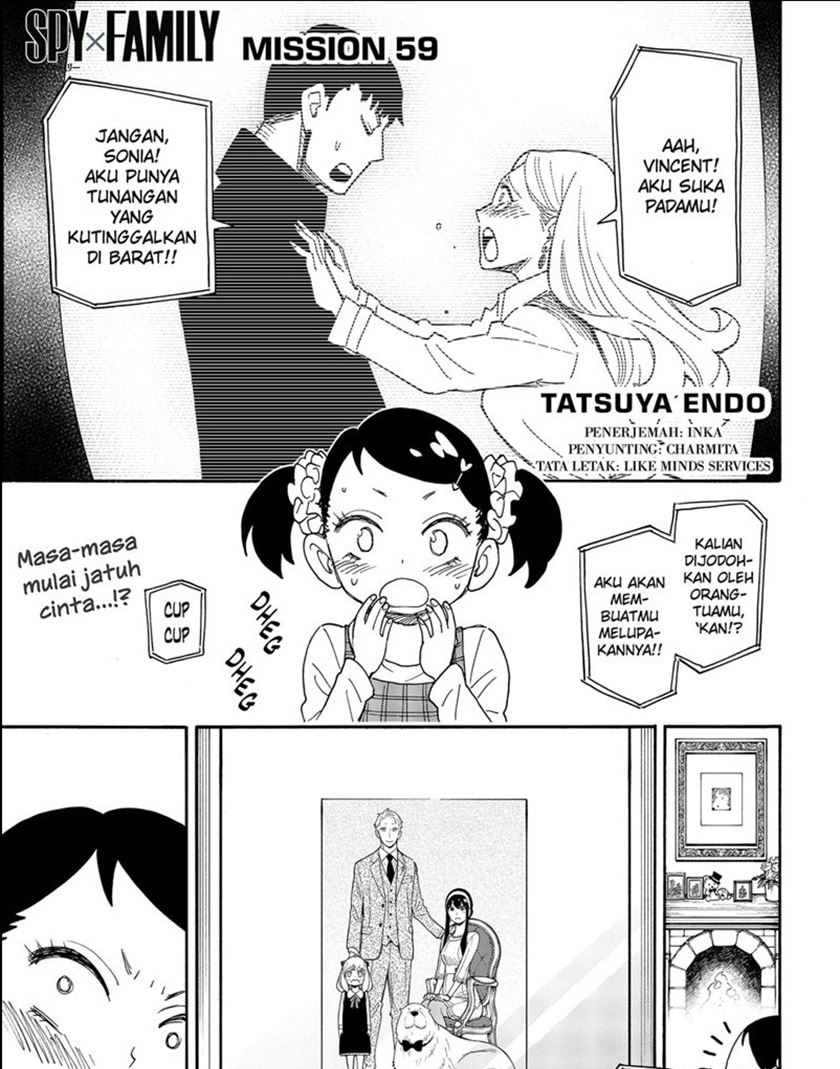 SPY×FAMILY
MISSION 59
AAH,
VINCENT!
AKU SUKA
PADAMU!
JANGAN,
SONIA!
AKU PUNYA
TUNANGAN
YANG
KUTINGGALKAN
DI BARAT!!
TATSUYA ENDO
PENERJEMAH: INKA
PENYUNTING: CHARMITA
TATA LETAK: LIKE MINDS SERVICES
KALIAN
DIJODOH-
KAN OLEH
ORANG-
TUAMU,
'KAN!?
AKU AKAN
MEM-
BUATMU
MELUPA-
KANNYA!!
Masa-masa
mulai jatuh
cinta...!?
CUP
CUP
DHEG
DHEG